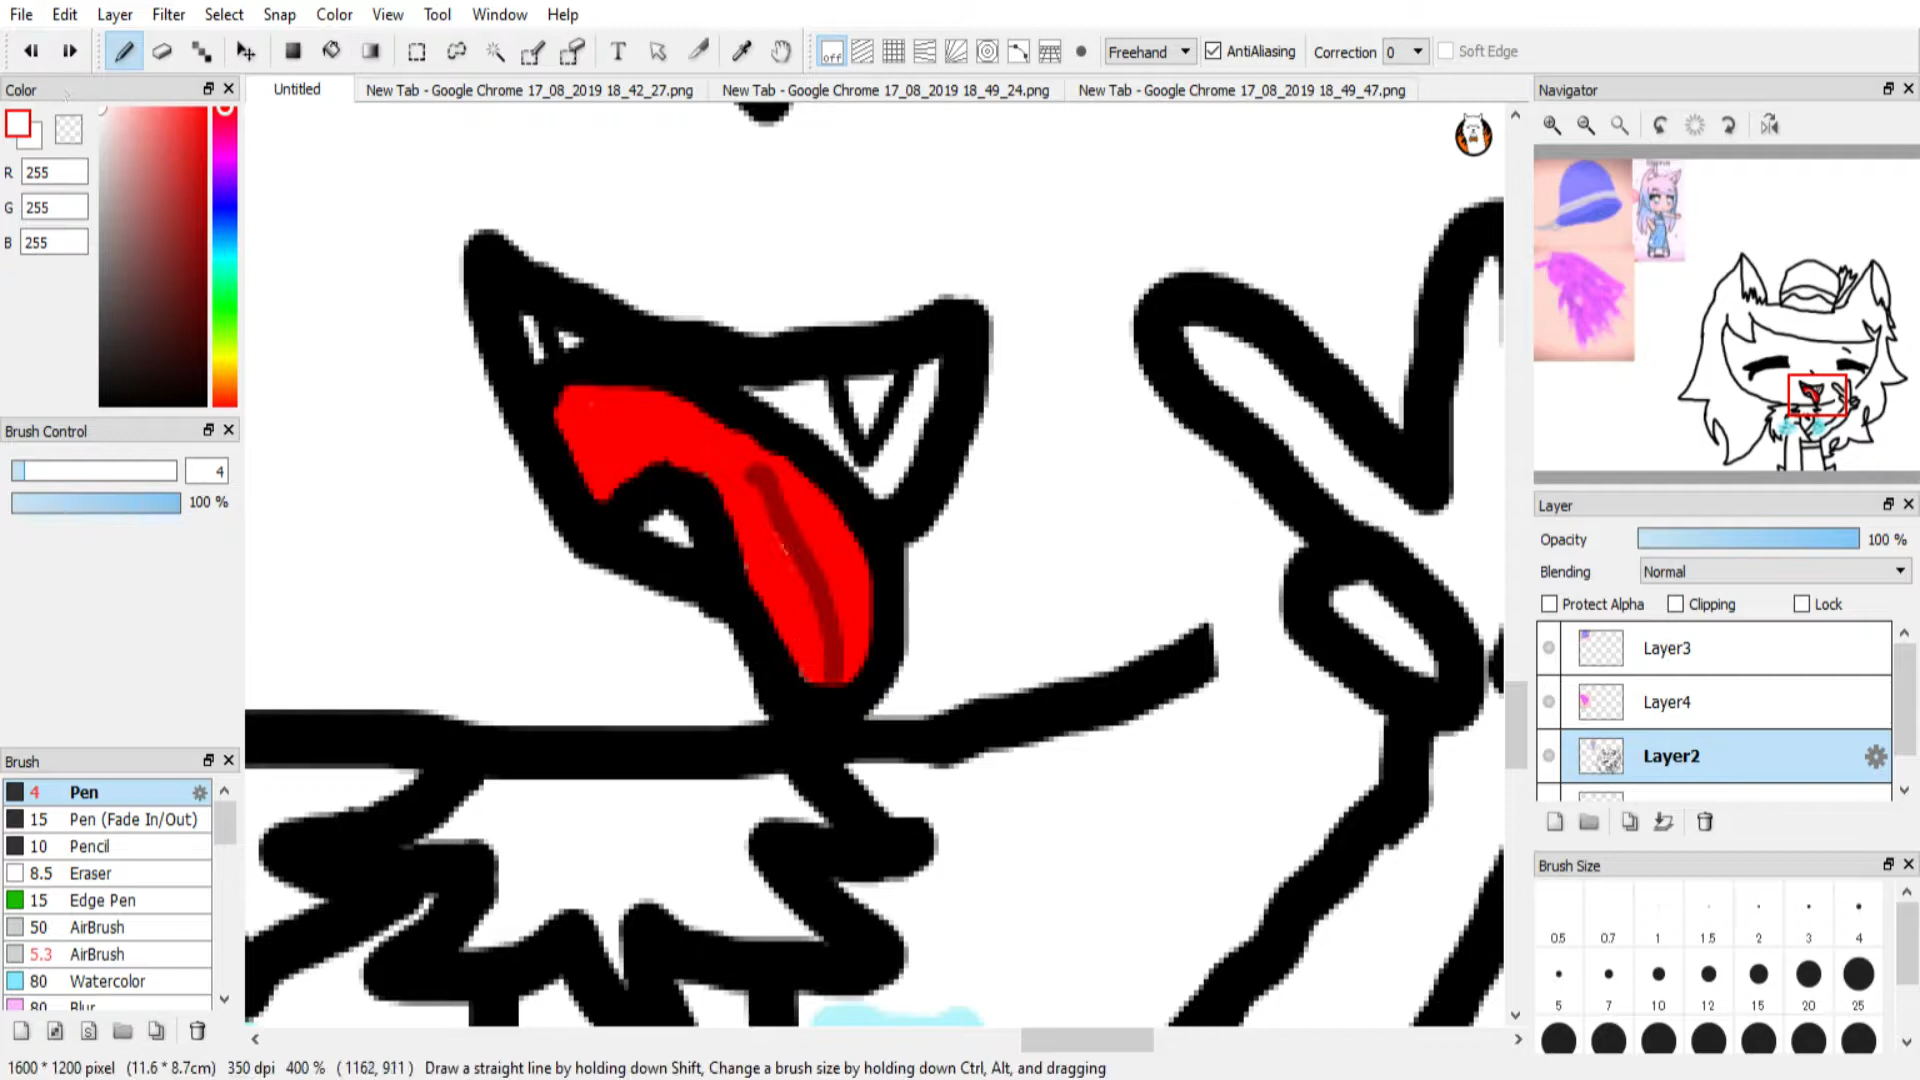 File Edit Layer Filter Select Snap Color View Tool Window Help
off Freehand AntiAliasing Correction 0 Soft Edge
Color
Untitled New Tab - Google Chrome 17_08_2019 18_42_27.png New Tab - Google Chrome 17_08_2019 18_49_24.png New Tab - Google Chrome 17_08_2019 18_49_47.png
Navigator
R 255
G 255
B 255
Brush Control
4
100 %
Layer
Opacity 100 %
Blending Normal
Protect Alpha Clipping Lock
Layer3
Layer4
Layer2
Brush
4 Pen
15 Pen (Fade In/Out)
10 Pencil
8.5 Eraser
15 Edge Pen
50 AirBrush
5.3 AirBrush
80 Watercolor
80 Blur
Brush Size
0.5 0.7 1 1.5 2 3 4
5 7 10 12 15 20 25
1600 * 1200 pixel (11.6 * 8.7cm) 350 dpi 400 % ( 1162, 911 ) Draw a straight line by holding down Shift, Change a brush size by holding down Ctrl, Alt, and dragging